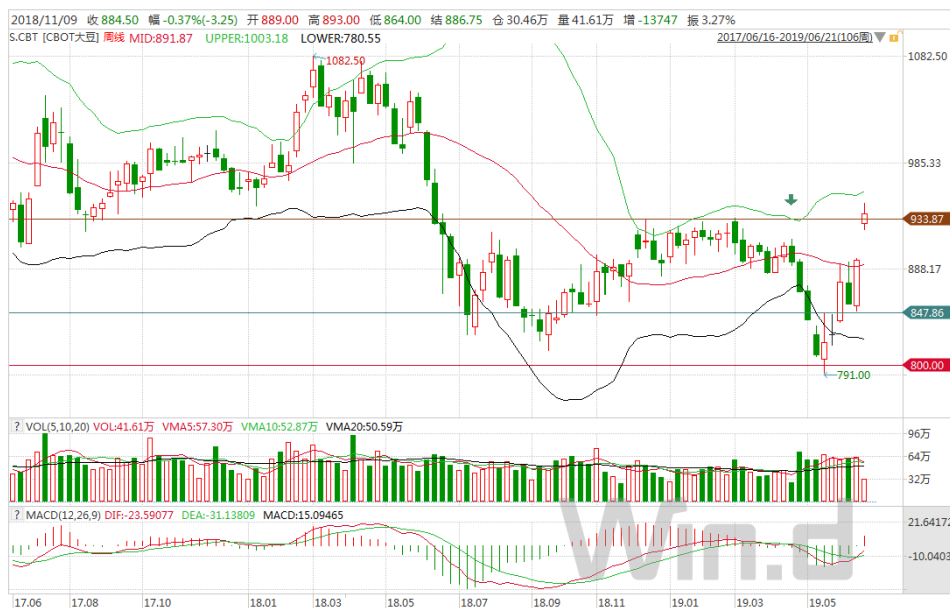 2018/11/09 收 884.50 幅 -0.37%(-3.25) 开 889.00 高 893.00 低 864.00 结 886.75 仓 30.46万 量 41.61万 增 -13747 振 3.27%
S.CBT [CBOT大豆] 周线 MID:891.87 UPPER:1003.18 LOWER:780.55 2017/06/16-2019/06/21(106周)
1082.50
1082.50
985.33
933.87
888.17
847.86
800.00
791.00
? VOL(5,10,20) VOL:41.61万 VMA5:57.30万 VMA10:52.87万 VMA20:50.59万
96万
64万
32万
? MACD(12,26,9) DIF:-23.59077 DEA:-31.13809 MACD:15.09465
21.64172
-10.0403
Win.d
17.06 17.08 17.10 18.01 18.03 18.05 18.07 18.09 18.11 19.01 19.03 19.05